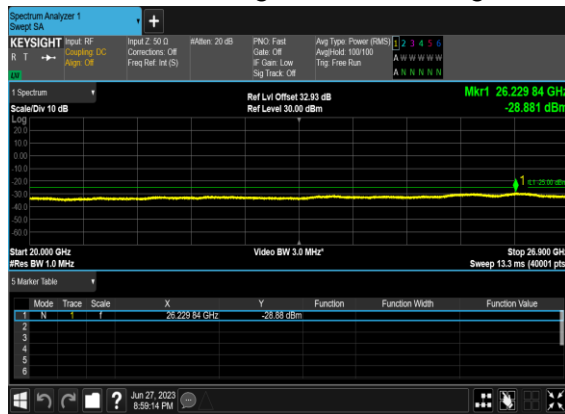 Spectrum Analyzer 1
Swept SA
+
KEYSIGHT Input: RF Input Z: 50 Ω #Atten: 20 dB PNO: Fast Avg Type: Power (RMS) 1 2 3 4 5 6
R T Coupling: DC Corrections: Off Gate: Off Avg|Hold: 100/100 A W W W W W
Align: Off Freq Ref: Int (S) IF Gain: Low Trig: Free Run
LW Sig Track: Off A N N N N N
1 Spectrum Ref Lvl Offset 32.93 dB Mkr1 26.229 84 GHz
Scale/Div 10 dB Ref Level 30.00 dBm -28.881 dBm
Log
20.0
10.0
0.00
-10.0
-20.0 1 DL1 -25.00 dBm
-30.0
-40.0
-50.0
-60.0
Start 20.000 GHz Video BW 3.0 MHz* Stop 26.900 GHz
#Res BW 1.0 MHz Sweep 13.3 ms (40001 pts)
5 Marker Table
Mode Trace Scale X Y Function Function Width Function Value
1 N 1 f 26.229 84 GHz -28.88 dBm
2
3
4
5
6
? Jun 27, 2023
8:59:14 PM